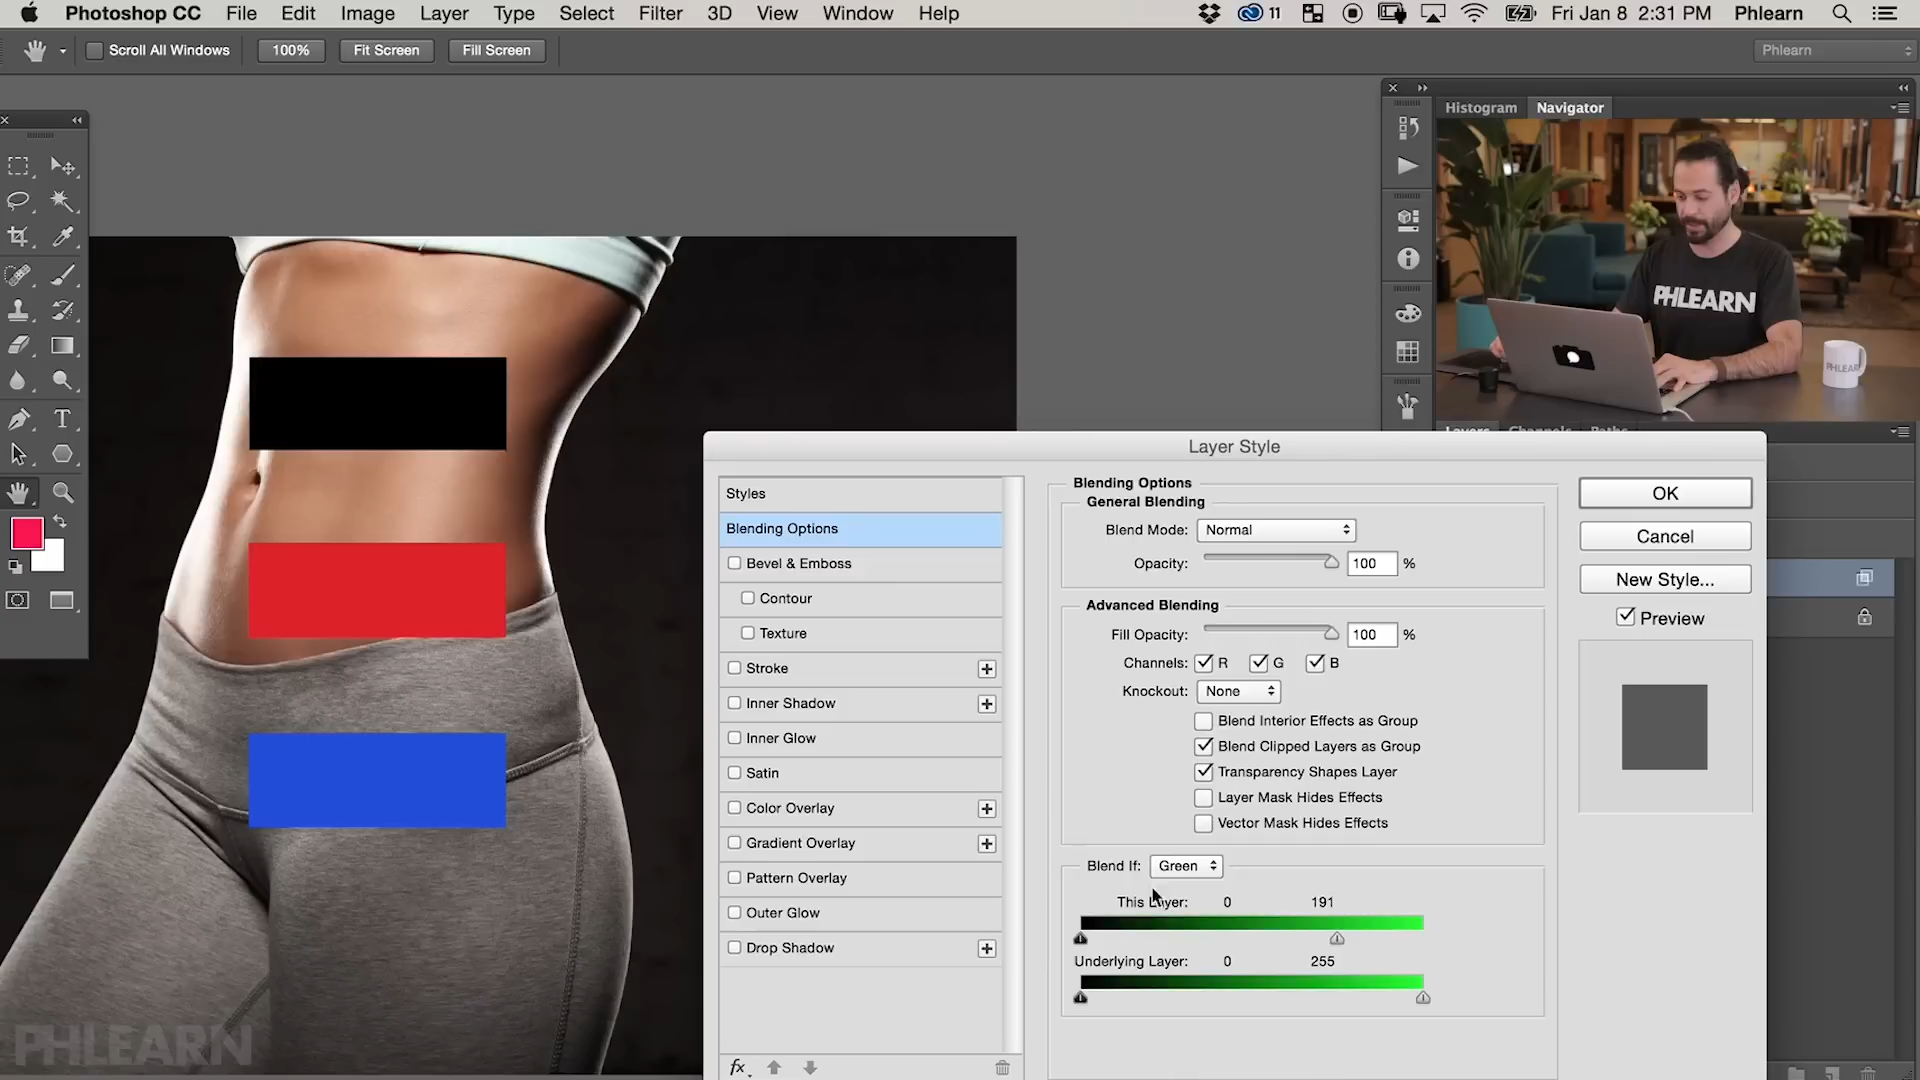 Photoshop CC File Edit Image Layer Type Select Filter 3D View Window Help 11 Fri Jan 8 2:31 PM Phlearn
Scroll All Windows 100% Fit Screen Fill Screen Phlearn
Histogram Navigator
PHLEARN
PHLEARN
Layers Channels Paths
Layer Style
Styles
Blending Options
Bevel & Emboss
Contour
Texture
Stroke
Inner Shadow
Inner Glow
Satin
Color Overlay
Gradient Overlay
Pattern Overlay
Outer Glow
Drop Shadow
fx
Blending Options
General Blending
Blend Mode: Normal
Opacity: 100 %
Advanced Blending
Fill Opacity: 100 %
Channels: R G B
Knockout: None
Blend Interior Effects as Group
Blend Clipped Layers as Group
Transparency Shapes Layer
Layer Mask Hides Effects
Vector Mask Hides Effects
Blend If: Green
This Layer: 0 191
Underlying Layer: 0 255
OK
Cancel
New Style...
Preview
PHLEARN